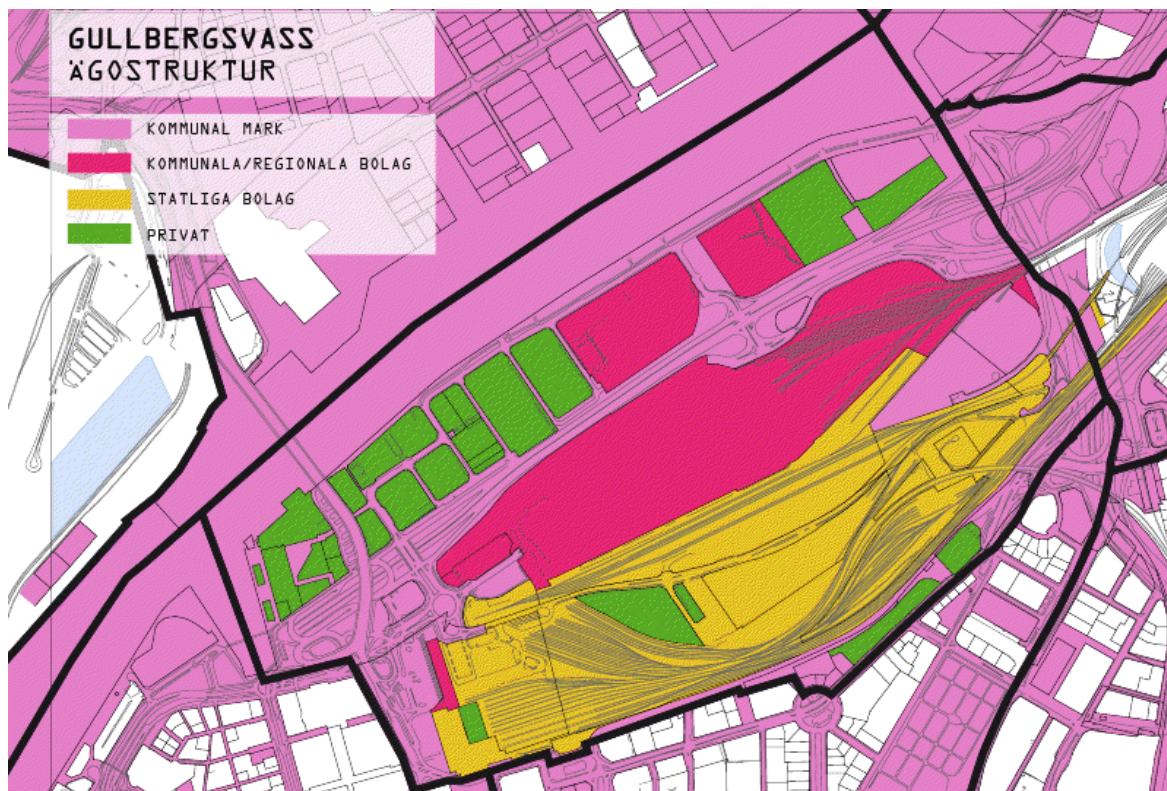 GULLBERGSVASS
ÄGOSTRUKTUR
KOMMUNAL MARK
KOMMUNALA/REGIONALA BOLAG
STATLIGA BOLAG
PRIVAT